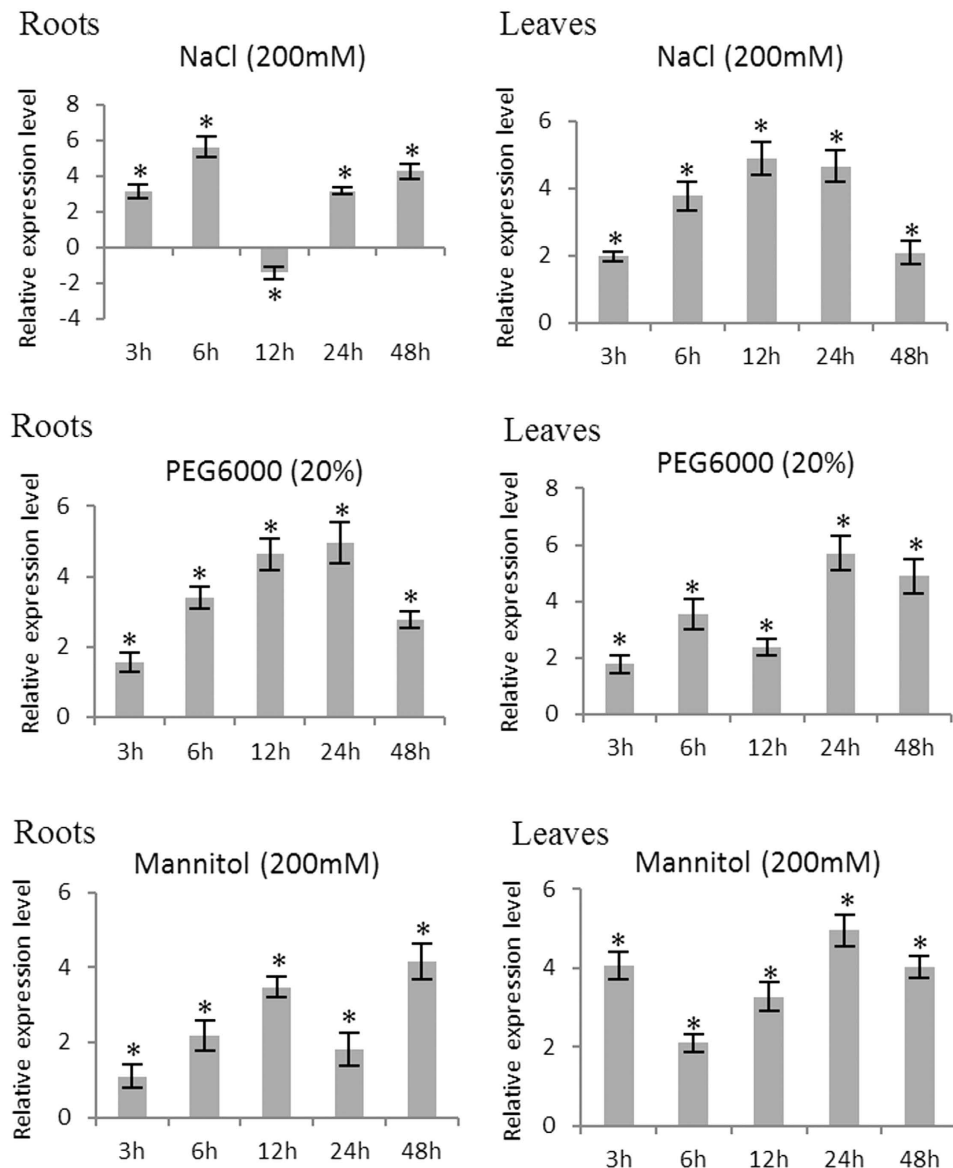 Roots
NaCl (200mM)
Relative expression level
8
6
4
2
0
-2
-4
*
*
*
*
*
3h 6h 12h 24h 48h
Leaves
NaCl (200mM)
Relative expression level
6
4
2
0
*
*
*
*
*
3h 6h 12h 24h 48h
Roots
PEG6000 (20%)
Relative expression level
6
4
2
0
*
*
*
*
*
3h 6h 12h 24h 48h
Leaves
PEG6000 (20%)
Relative expression level
8
6
4
2
0
*
*
*
*
*
3h 6h 12h 24h 48h
Roots
Mannitol (200mM)
Relative expression level
6
4
2
0
*
*
*
*
*
3h 6h 12h 24h 48h
Leaves
Mannitol (200mM)
Relative expression level
6
4
2
0
*
*
*
*
*
3h 6h 12h 24h 48h